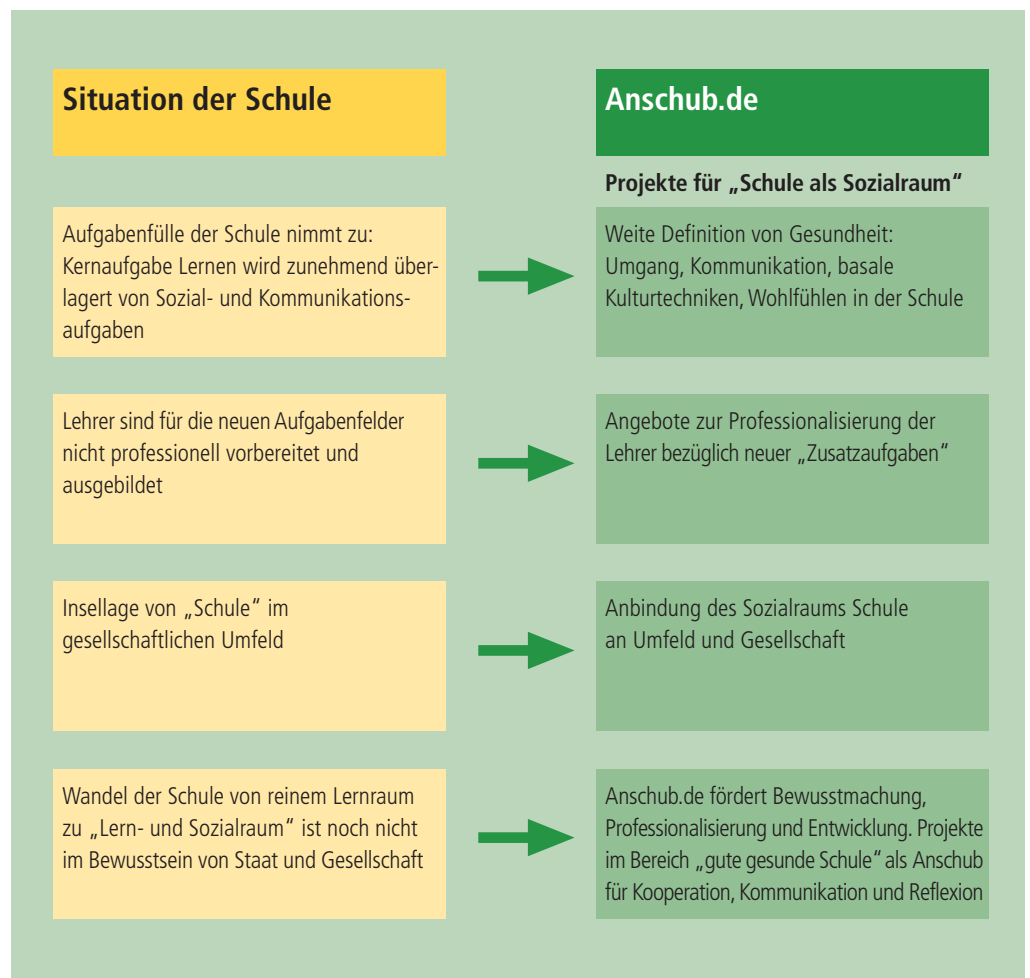 Situation der Schule
Anschub.de
Projekte für „Schule als Sozialraum“
Aufgabenfülle der Schule nimmt zu:
Kernaufgabe Lernen wird zunehmend über-
lagert von Sozial- und Kommunikations-
aufgaben
Weite Definition von Gesundheit:
Umgang, Kommunikation, basale
Kulturtechniken, Wohlfühlen in der Schule
Lehrer sind für die neuen Aufgabenfelder
nicht professionell vorbereitet und
ausgebildet
Angebote zur Professionalisierung der
Lehrer bezüglich neuer „Zusatzaufgaben“
Insellage von „Schule“ im
gesellschaftlichen Umfeld
Anbindung des Sozialraums Schule
an Umfeld und Gesellschaft
Wandel der Schule von reinem Lernraum
zu „Lern- und Sozialraum“ ist noch nicht
im Bewusstsein von Staat und Gesellschaft
Anschub.de fördert Bewusstmachung,
Professionalisierung und Entwicklung. Projekte
im Bereich „gute gesunde Schule“ als Anschub
für Kooperation, Kommunikation und Reflexion